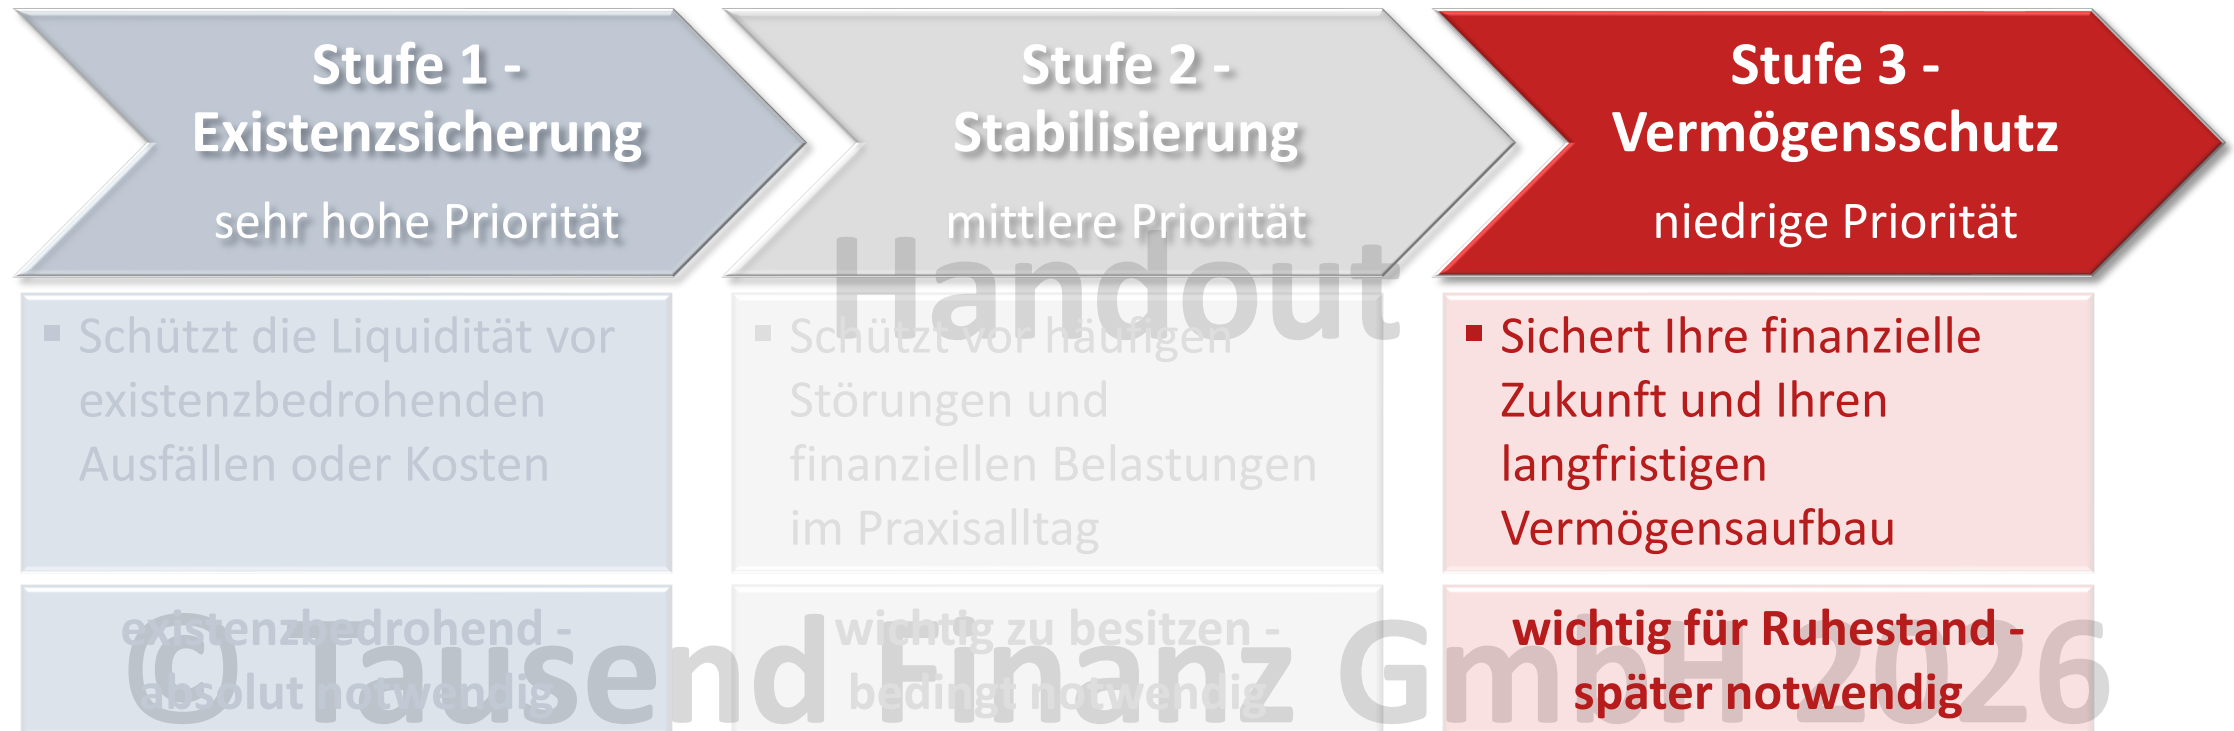 Stufe 1 -
Existenzsicherung
sehr hohe Priorität
▪ Schützt die Liquidität vor
existenzbedrohenden
Ausfällen oder Kosten
existenzbedrohend -
absolut notwendig
Stufe 2 -
Stabilisierung
mittlere Priorität
▪ Schützt vor häufigen
Störungen und
finanziellen Belastungen
im Praxisalltag
wichtig zu besitzen -
bedingt notwendig
Stufe 3 -
Vermögensschutz
niedrige Priorität
▪ Sichert Ihre finanzielle
Zukunft und Ihren
langfristigen
Vermögensaufbau
wichtig für Ruhestand -
später notwendig
Handout
© Tausend Finanz GmbH 2026